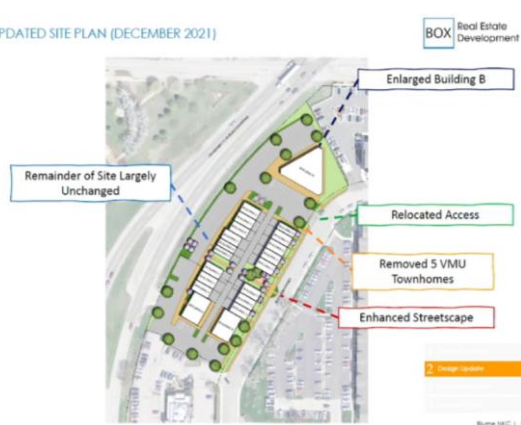 PDATED SITE PLAN (DECEMBER 2021)
BOX Real Estate
Development
Enlarged Building B
Remainder of Site Largely
Unchanged
Relocated Access
Removed 5 VMU
Townhomes
Enhanced Streetscape
2 Design Update